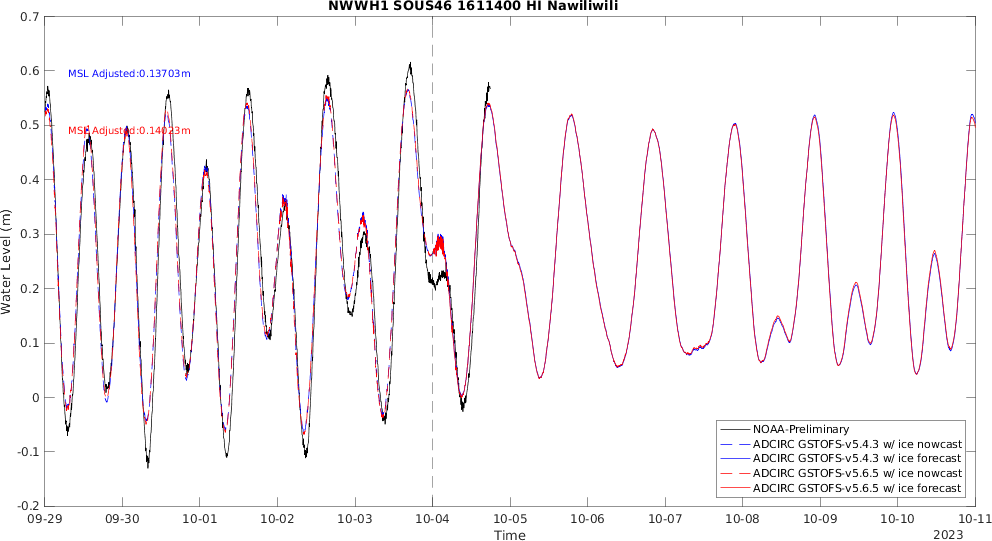 NWWH1 SOUS46 1611400 HI Nawiliwili
0.7
0.6
0.5
0.4
0.3
0.2
0.1
0
-0.1
-0.2
Water Level (m)
MSL Adjusted:0.13703m
MSL Adjusted:0.14023m
NOAA-Preliminary
ADCIRC GSTOFS-v5.4.3 w/ ice nowcast
ADCIRC GSTOFS-v5.4.3 w/ ice forecast
ADCIRC GSTOFS-v5.6.5 w/ ice nowcast
ADCIRC GSTOFS-v5.6.5 w/ ice forecast
09-29 09-30 10-01 10-02 10-03 10-04 10-05 10-06 10-07 10-08 10-09 10-10 10-11
Time
2023